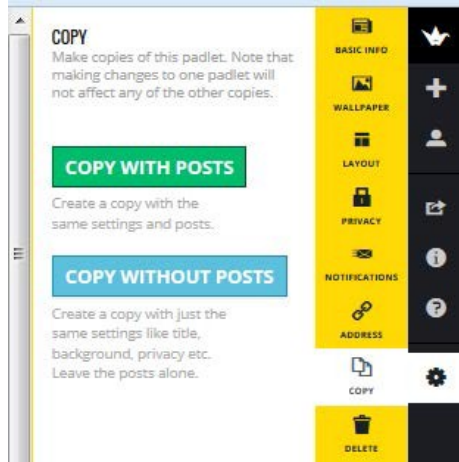 COPY
Make copies of this padlet. Note that
making changes to one padlet will
not affect any of the other copies.
COPY WITH POSTS
Create a copy with the
same settings and posts.
COPY WITHOUT POSTS
Create a copy with just the
same settings like title,
background, privacy etc.
Leave the posts alone.
BASIC INFO
WALLPAPER
LAYOUT
PRIVACY
NOTIFICATIONS
ADDRESS
COPY
DELETE